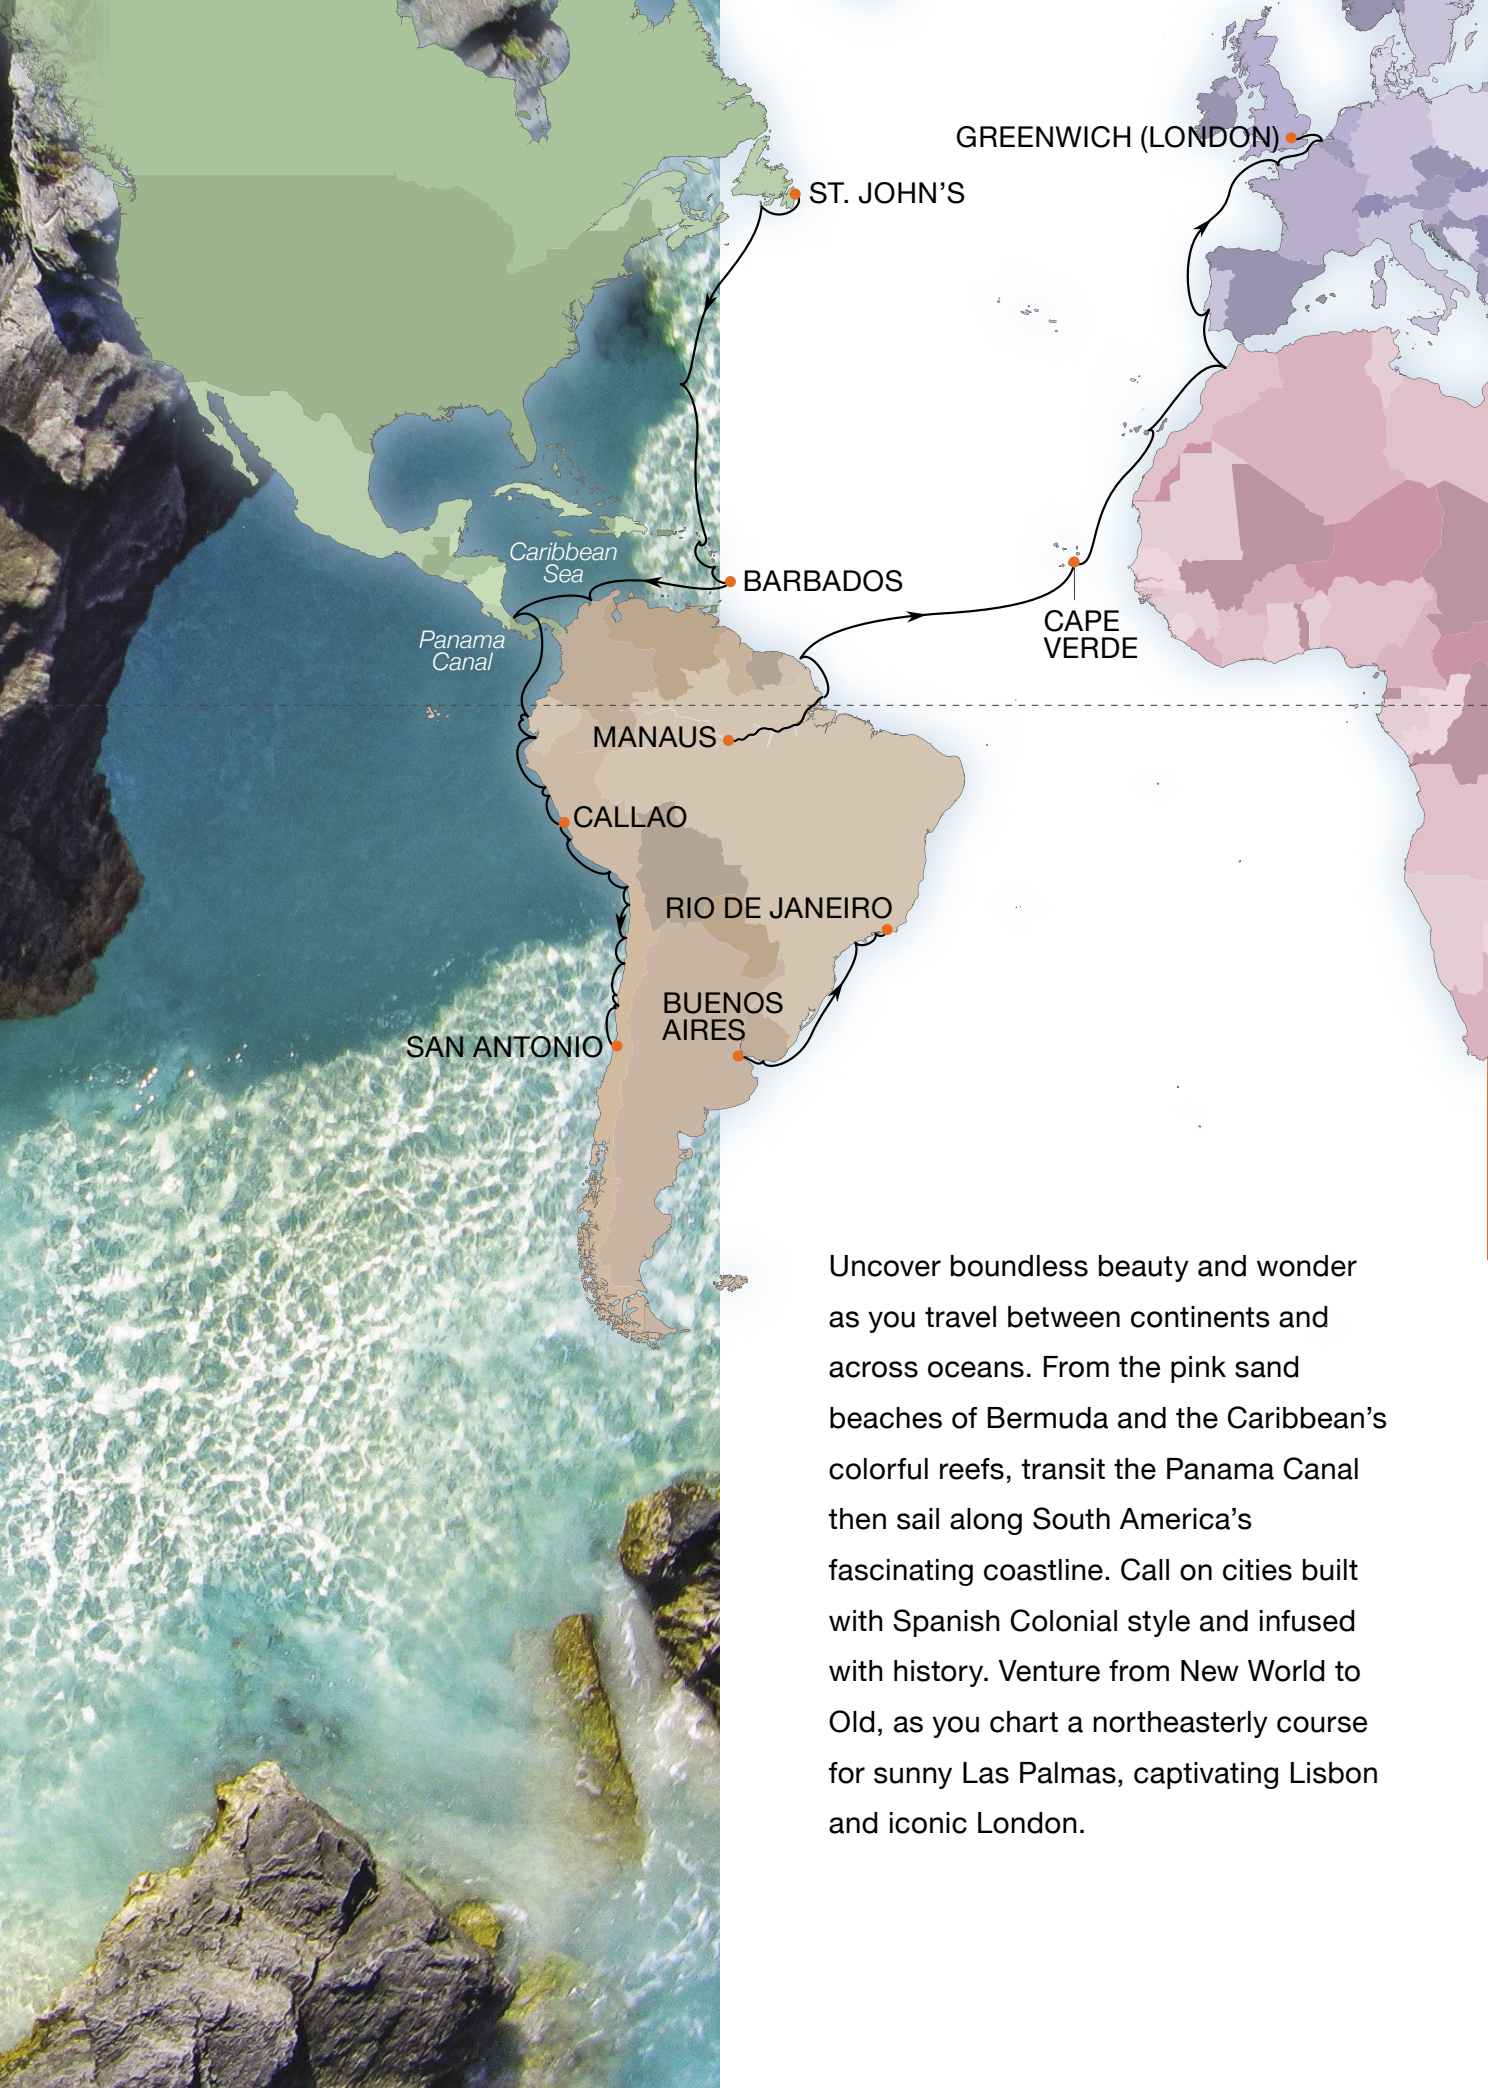 GREENWICH (LONDON)
ST. JOHN’S
Caribbean
Sea
BARBADOS
CAPE
VERDE
Panama
Canal
MANAUS
CALLAO
RIO DE JANEIRO
BUENOS
AIRES
SAN ANTONIO
Uncover boundless beauty and wonder
as you travel between continents and
across oceans. From the pink sand
beaches of Bermuda and the Caribbean’s
colorful reefs, transit the Panama Canal
then sail along South America’s
fascinating coastline. Call on cities built
with Spanish Colonial style and infused
with history. Venture from New World to
Old, as you chart a northeasterly course
for sunny Las Palmas, captivating Lisbon
and iconic London.